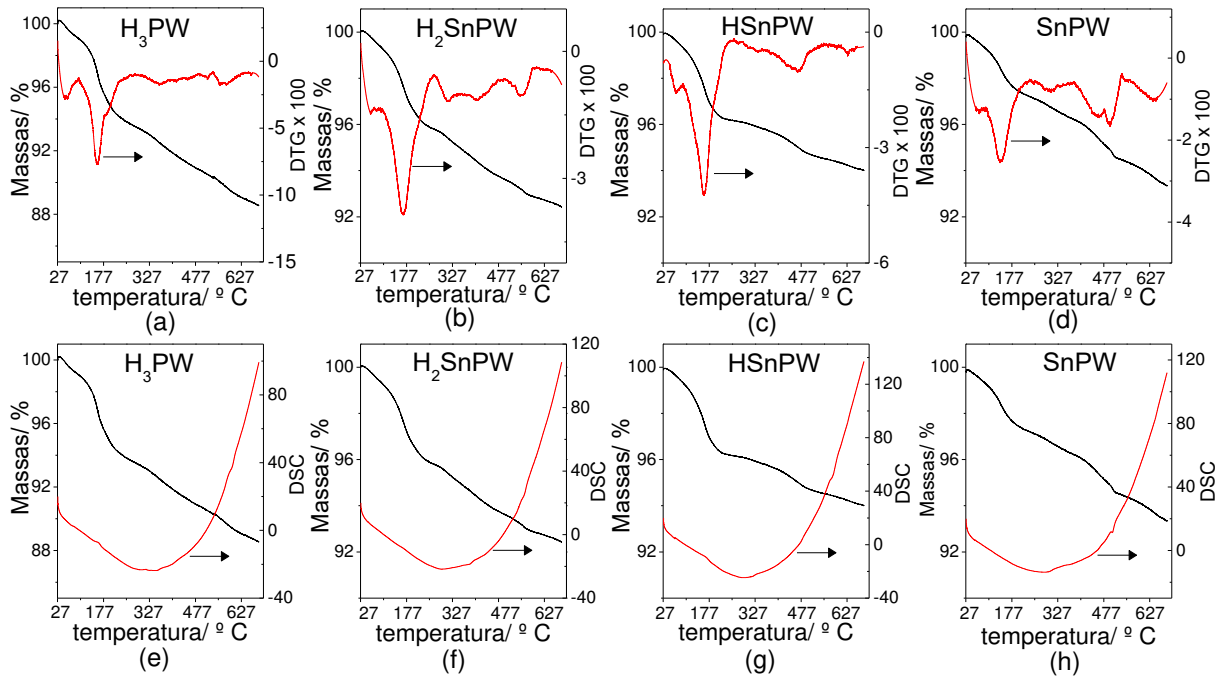 H₃PW
Massas/ %
100
96
92
88
0
-5
-10
-15
DTG x 100
27 177 327 477 627
temperatura/ º C
(a)
H₂SnPW
Massas/ %
100
96
92
0
-3
DTG x 100
27 177 327 477 627
temperatura/ º C
(b)
HSnPW
Massas/ %
100
98
96
94
92
90
0
-3
-6
DTG x 100
27 177 327 477 627
temperatura/ º C
(c)
SnPW
Massas/ %
100
96
92
0
-2
-4
DTG x 100
27 177 327 477 627
temperatura/ º C
(d)
H₃PW
Massas/ %
100
96
92
88
80
40
0
-40
DSC
27 177 327 477 627
temperatura/ º C
(e)
H₂SnPW
Massas/ %
100
96
92
120
80
40
0
-40
DSC
27 177 327 477 627
temperatura/ º C
(f)
HSnPW
Massas/ %
100
96
92
120
80
40
0
-40
DSC
27 177 327 477 627
temperatura/ º C
(g)
SnPW
Massas/ %
100
96
92
120
80
40
0
-40
DSC
27 177 327 477 627
temperatura/ º C
(h)